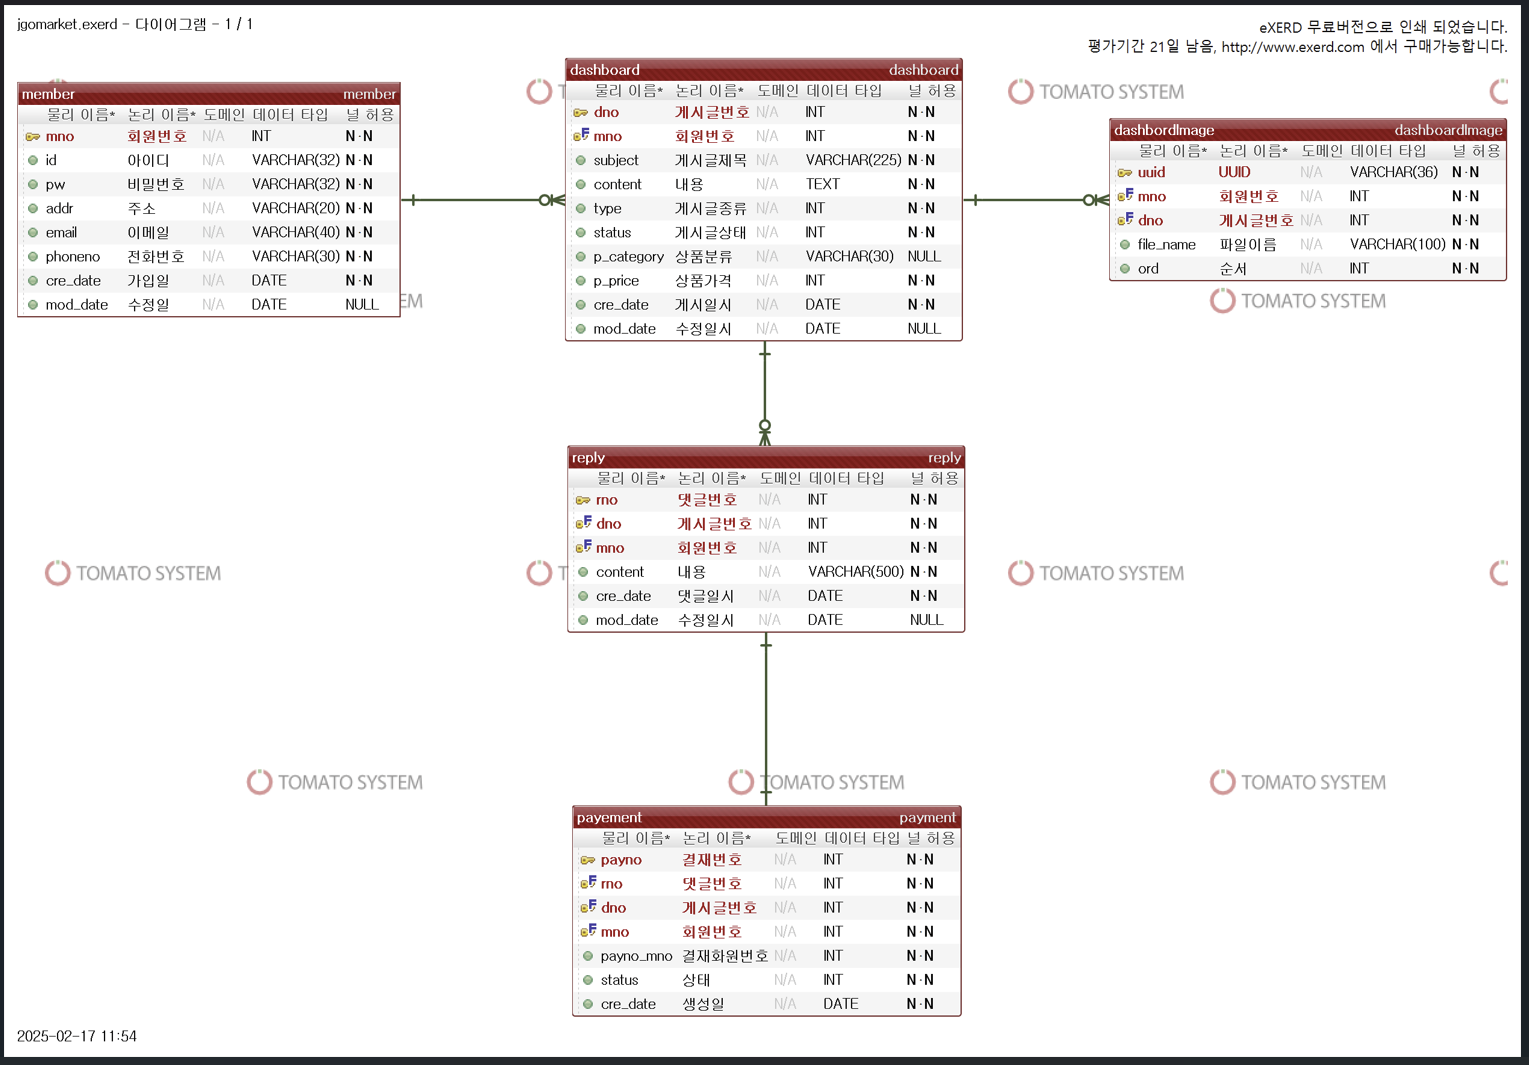 jgomarket.exerd - 다이어그램 - 1 / 1
eXERD 무료버전으로 인쇄 되었습니다.
평가기간 21일 남음, http://www.exerd.com 에서 구매가능합니다.
member member
물리 이름* 논리 이름* 도메인 데이터 타입 널 허용
mno 회원번호 N/A INT N·N
id 아이디 N/A VARCHAR(32) N·N
pw 비밀번호 N/A VARCHAR(32) N·N
addr 주소 N/A VARCHAR(20) N·N
email 이메일 N/A VARCHAR(40) N·N
phoneno 전화번호 N/A VARCHAR(30) N·N
cre_date 가입일 N/A DATE N·N
mod_date 수정일 N/A DATE NULL
dashboard dashboard
물리 이름* 논리 이름* 도메인 데이터 타입 널 허용
dno 게시글번호 N/A INT N·N
mno 회원번호 N/A INT N·N
subject 게시글제목 N/A VARCHAR(225) N·N
content 내용 N/A TEXT N·N
type 게시글종류 N/A INT N·N
status 게시글상태 N/A INT N·N
p_category 상품분류 N/A VARCHAR(30) NULL
p_price 상품가격 N/A INT N·N
cre_date 게시일시 N/A DATE N·N
mod_date 수정일시 N/A DATE NULL
dashbordImage dashboardImage
물리 이름* 논리 이름* 도메인 데이터 타입 널 허용
uuid UUID N/A VARCHAR(36) N·N
mno 회원번호 N/A INT N·N
dno 게시글번호 N/A INT N·N
file_name 파일이름 N/A VARCHAR(100) N·N
ord 순서 N/A INT N·N
reply reply
물리 이름* 논리 이름* 도메인 데이터 타입 널 허용
rno 댓글번호 N/A INT N·N
dno 게시글번호 N/A INT N·N
mno 회원번호 N/A INT N·N
content 내용 N/A VARCHAR(500) N·N
cre_date 댓글일시 N/A DATE N·N
mod_date 수정일시 N/A DATE NULL
payement payment
물리 이름* 논리 이름* 도메인 데이터 타입 널 허용
payno 결재번호 N/A INT N·N
rno 댓글번호 N/A INT N·N
dno 게시글번호 N/A INT N·N
mno 회원번호 N/A INT N·N
payno_mno 결재화원번호 N/A INT N·N
status 상태 N/A INT N·N
cre_date 생성일 N/A DATE N·N
TOMATO SYSTEM
TOMATO SYSTEM
TOMATO SYSTEM
TOMATO SYSTEM
TOMATO SYSTEM
TOMATO SYSTEM
TOMATO SYSTEM
2025-02-17 11:54